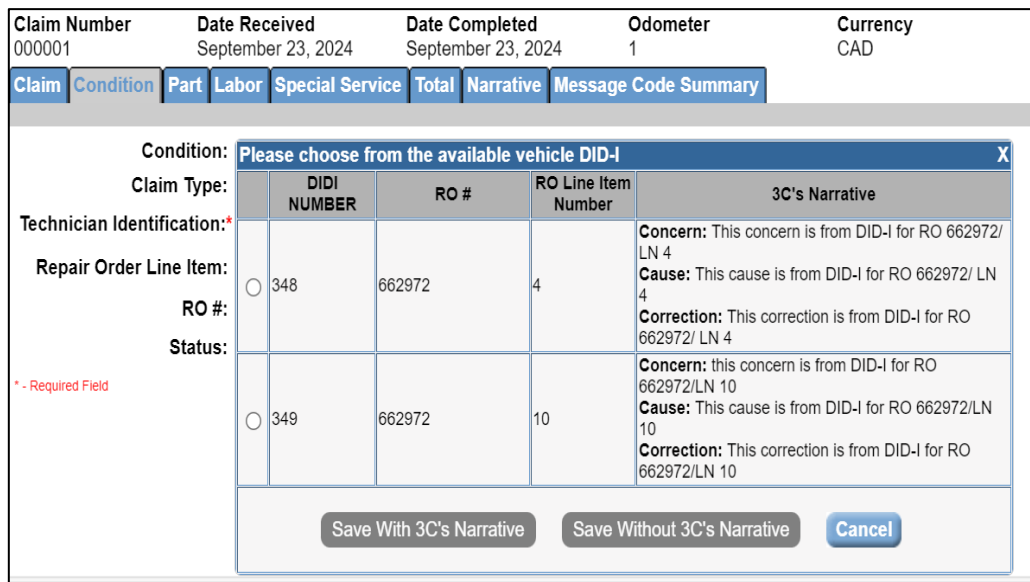 Claim Number Date Received Date Completed Odometer Currency
000001 September 23, 2024 September 23, 2024 1 CAD
Claim Condition Part Labor Special Service Total Narrative Message Code Summary
Condition:
Claim Type:
Technician Identification:*
Repair Order Line Item:
RO #:
Status:
* - Required Field
Please choose from the available vehicle DID-I X
DIDI NUMBER RO # RO Line Item Number 3C's Narrative
348 662972 4
Concern: This concern is from DID-I for RO 662972/
LN 4
Cause: This cause is from DID-I for RO 662972/ LN
4
Correction: This correction is from DID-I for RO
662972/ LN 4
349 662972 10
Concern: this concern is from DID-I for RO
662972/LN 10
Cause: This cause is from DID-I for RO 662972/LN
10
Correction: This correction is from DID-I for RO
662972/LN 10
Save With 3C's Narrative Save Without 3C's Narrative Cancel